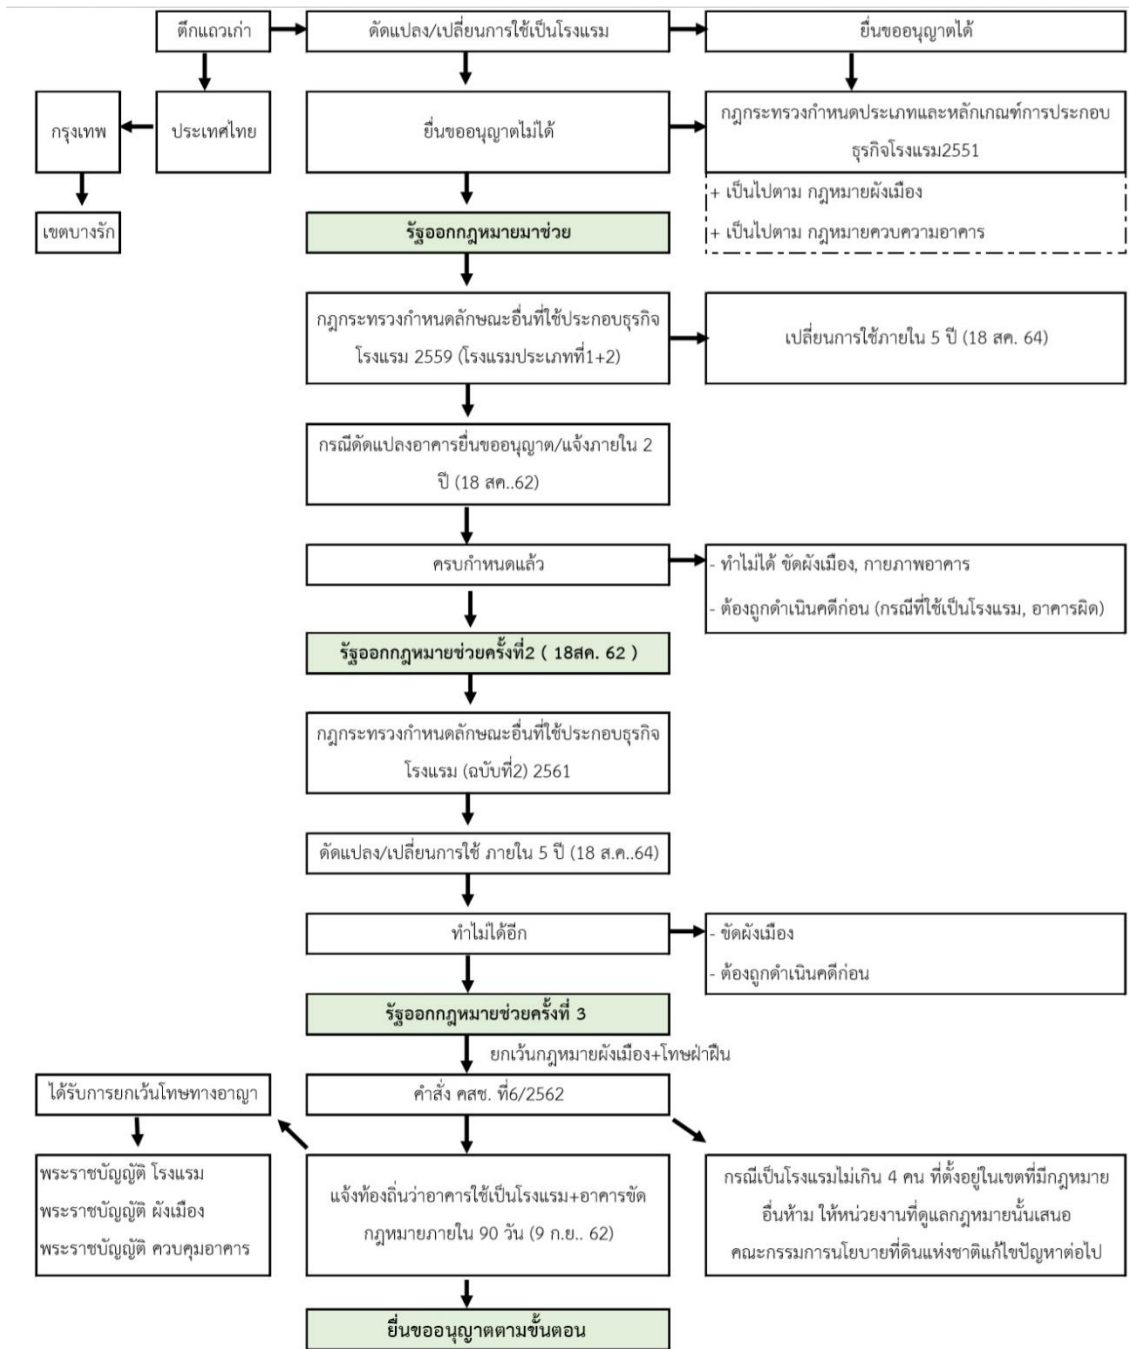 ตึกแถวเก่า
ดัดแปลง/เปลี่ยนการใช้เป็นโรงแรม
ยื่นขออนุญาตได้
กรุงเทพ
ประเทศไทย
ยื่นขออนุญาตไม่ได้
กฎกระทรวงกำหนดประเภทและหลักเกณฑ์การประกอบ
ธุรกิจโรงแรม2551
+ เป็นไปตาม กฎหมายผังเมือง
+ เป็นไปตาม กฎหมายควบความอาคาร
เขตบางรัก
รัฐออกกฎหมายมาช่วย
กฎกระทรวงกำหนดลักษณะอื่นที่ใช้ประกอบธุรกิจ
โรงแรม 2559 (โรงแรมประเภทที่1+2)
เปลี่ยนการใช้ภายใน 5 ปี (18 สค. 64)
กรณีดัดแปลงอาคารยื่นขออนุญาต/แจ้งภายใน 2
ปี (18 สค..62)
ครบกำหนดแล้ว
- ทำไม่ได้ ขัดผังเมือง, กายภาพอาคาร
- ต้องถูกดำเนินคดีก่อน (กรณีที่ใช้เป็นโรงแรม, อาคารผิด)
รัฐออกกฎหมายช่วยครั้งที่2 ( 18สค. 62 )
กฎกระทรวงกำหนดลักษณะอื่นที่ใช้ประกอบธุรกิจ
โรงแรม (ฉบับที่2) 2561
ดัดแปลง/เปลี่ยนการใช้ ภายใน 5 ปี (18 ส.ค..64)
ทำไม่ได้อีก
- ขัดผังเมือง
- ต้องถูกดำเนินคดีก่อน
รัฐออกกฎหมายช่วยครั้งที่ 3
ยกเว้นกฎหมายผังเมือง+โทษฝ่าฝืน
ได้รับการยกเว้นโทษทางอาญา
คำสั่ง คสช. ที่6/2562
พระราชบัญญัติ โรงแรม
พระราชบัญญัติ ผังเมือง
พระราชบัญญัติ ควบคุมอาคาร
แจ้งท้องถิ่นว่าอาคารใช้เป็นโรงแรม+อาคารขัด
กฎหมายภายใน 90 วัน (9 ก.ย.. 62)
กรณีเป็นโรงแรมไม่เกิน 4 คน ที่ตั้งอยู่ในเขตที่มีกฎหมาย
อื่นห้าม ให้หน่วยงานที่ดูแลกฎหมายนั้นเสนอ
คณะกรรมการนโยบายที่ดินแห่งชาติแก้ไขปัญหาต่อไป
ยื่นขออนุญาตตามขั้นตอน